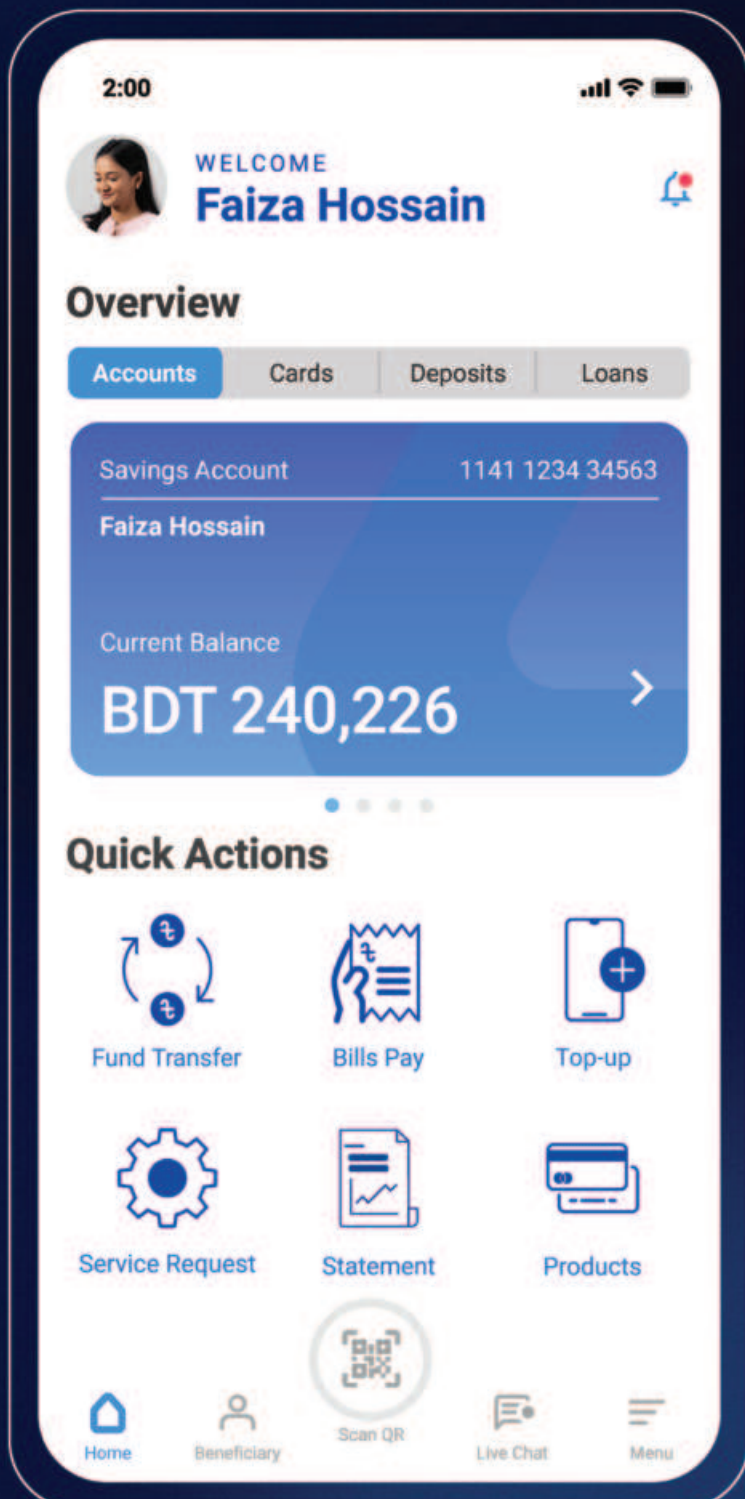 2:00
WELCOME
Faiza Hossain
Overview
Accounts Cards Deposits Loans
Savings Account 1141 1234 34563
Faiza Hossain
Current Balance
BDT 240,226
Quick Actions
৳ ৳
৳
Fund Transfer Bills Pay Top-up
Service Request Statement Products
Home Beneficiary Scan QR Live Chat Menu